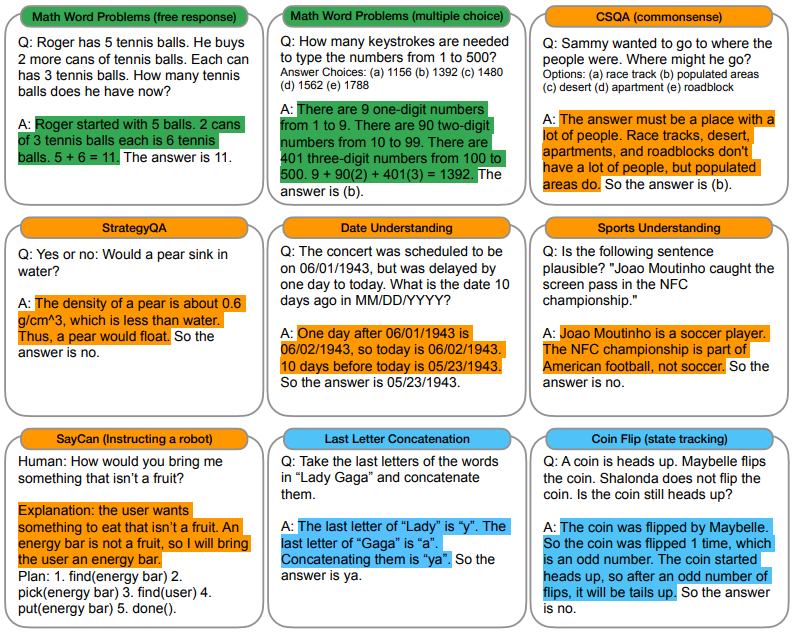 Math Word Problems (free response)
Q: Roger has 5 tennis balls. He buys
2 more cans of tennis balls. Each can
has 3 tennis balls. How many tennis
balls does he have now?
A: Roger started with 5 balls. 2 cans
of 3 tennis balls each is 6 tennis
balls. 5 + 6 = 11. The answer is 11.
Math Word Problems (multiple choice)
Q: How many keystrokes are needed
to type the numbers from 1 to 500?
Answer Choices: (a) 1156 (b) 1392 (c) 1480
(d) 1562 (e) 1788
A: There are 9 one-digit numbers
from 1 to 9. There are 90 two-digit
numbers from 10 to 99. There are
401 three-digit numbers from 100 to
500. 9 + 90(2) + 401(3) = 1392. The
answer is (b).
CSQA (commonsense)
Q: Sammy wanted to go to where the
people were. Where might he go?
Options: (a) race track (b) populated areas
(c) desert (d) apartment (e) roadblock
A: The answer must be a place with a
lot of people. Race tracks, desert,
apartments, and roadblocks don't
have a lot of people, but populated
areas do. So the answer is (b).
StrategyQA
Q: Yes or no: Would a pear sink in
water?
A: The density of a pear is about 0.6
g/cm^3, which is less than water.
Thus, a pear would float. So the
answer is no.
Date Understanding
Q: The concert was scheduled to be
on 06/01/1943, but was delayed by
one day to today. What is the date 10
days ago in MM/DD/YYYY?
A: One day after 06/01/1943 is
06/02/1943, so today is 06/02/1943.
10 days before today is 05/23/1943.
So the answer is 05/23/1943.
Sports Understanding
Q: Is the following sentence
plausible? "Joao Moutinho caught the
screen pass in the NFC
championship."
A: Joao Moutinho is a soccer player.
The NFC championship is part of
American football, not soccer. So the
answer is no.
SayCan (Instructing a robot)
Human: How would you bring me
something that isn’t a fruit?
Explanation: the user wants
something to eat that isn’t a fruit. An
energy bar is not a fruit, so I will bring
the user an energy bar.
Plan: 1. find(energy bar) 2.
pick(energy bar) 3. find(user) 4.
put(energy bar) 5. done().
Last Letter Concatenation
Q: Take the last letters of the words
in “Lady Gaga” and concatenate
them.
A: The last letter of “Lady” is “y”. The
last letter of “Gaga” is “a”.
Concatenating them is “ya”. So the
answer is ya.
Coin Flip (state tracking)
Q: A coin is heads up. Maybelle flips
the coin. Shalonda does not flip the
coin. Is the coin still heads up?
A: The coin was flipped by Maybelle.
So the coin was flipped 1 time, which
is an odd number. The coin started
heads up, so after an odd number of
flips, it will be tails up. So the answer
is no.